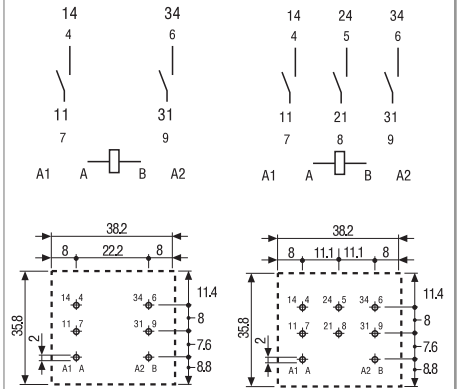 14 34
4 6
11 31
7 9
A1 A B A2
14 24 34
4 5 6
11 21 31
7 8 9
A1 A B A2
38.2
8 22.2 8
35.8
2
14 4 34 6
11 7 31 9
A1 A A2 B
11.4
8
7.6
8.8
38.2
8 11.1 11.1 8
35.8
2
14 4 24 5 34 6
11 7 21 8 31 9
A1 A A2 B
11.4
8
7.6
8.8